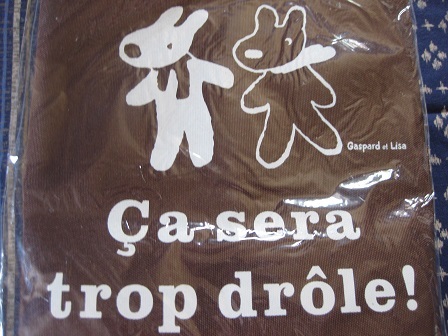 Gaspard et Lisa
Ça sera
trop drôle!